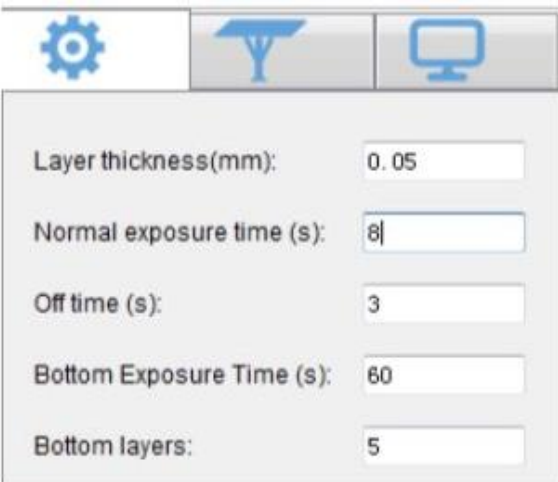 Layer thickness(mm): 0.05
Normal exposure time (s): 8
Off time (s): 3
Bottom Exposure Time (s): 60
Bottom layers: 5